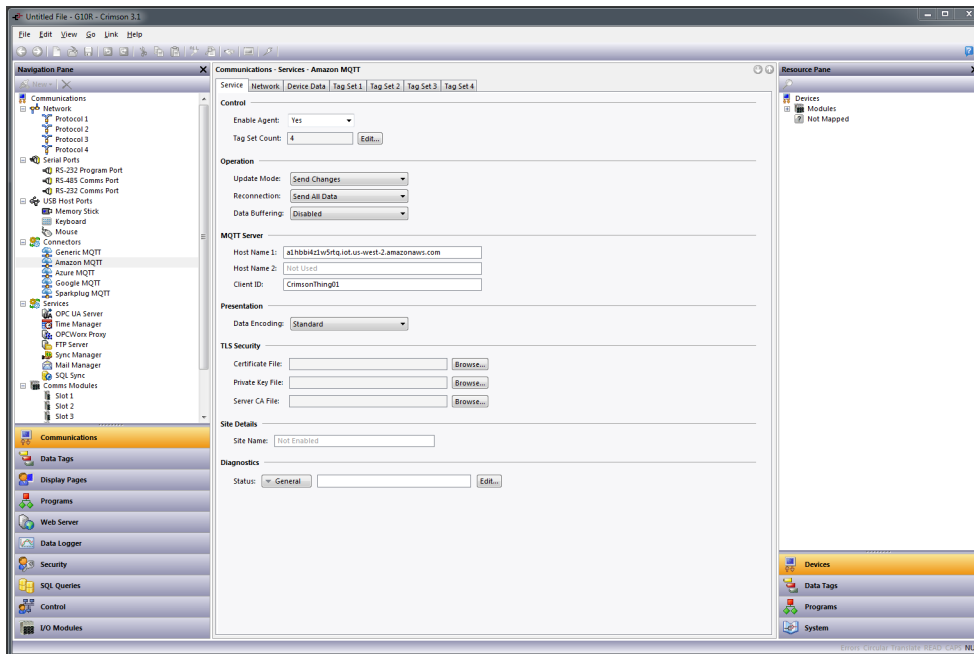 Untitled File - G10R - Crimson 3.1
File Edit View Go Link Help
Navigation Pane
New
Communications
Network
Protocol 1
Protocol 2
Protocol 3
Protocol 4
Serial Ports
RS-232 Program Port
RS-485 Comms Port
RS-232 Comms Port
USB Host Ports
Memory Stick
Keyboard
Mouse
Connectors
Generic MQTT
Amazon MQTT
Azure MQTT
Google MQTT
Sparkplug MQTT
Services
OPC UA Server
Time Manager
OPCWorx Proxy
FTP Server
Sync Manager
Mail Manager
SQL Sync
Comms Modules
Slot 1
Slot 2
Slot 3
Communications
Data Tags
Display Pages
Programs
Web Server
Data Logger
Security
SQL Queries
Control
I/O Modules
Communications - Services - Amazon MQTT
Service Network Device Data Tag Set 1 Tag Set 2 Tag Set 3 Tag Set 4
Control
Enable Agent: Yes
Tag Set Count: 4 Edit...
Operation
Update Mode: Send Changes
Reconnection: Send All Data
Data Buffering: Disabled
MQTT Server
Host Name 1: a1hbbi4z1w5rtq.iot.us-west-2.amazonaws.com
Host Name 2: Not Used
Client ID: CrimsonThing01
Presentation
Data Encoding: Standard
TLS Security
Certificate File: Browse...
Private Key File: Browse...
Server CA File: Browse...
Site Details
Site Name: Not Enabled
Diagnostics
Status: General Edit...
Resource Pane
Devices
Modules
Not Mapped
Devices
Data Tags
Programs
System
Errors Circular Translate READ CAPS